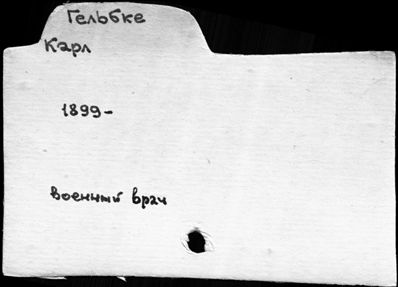 Гельбке
Карл
1899-
военный врач